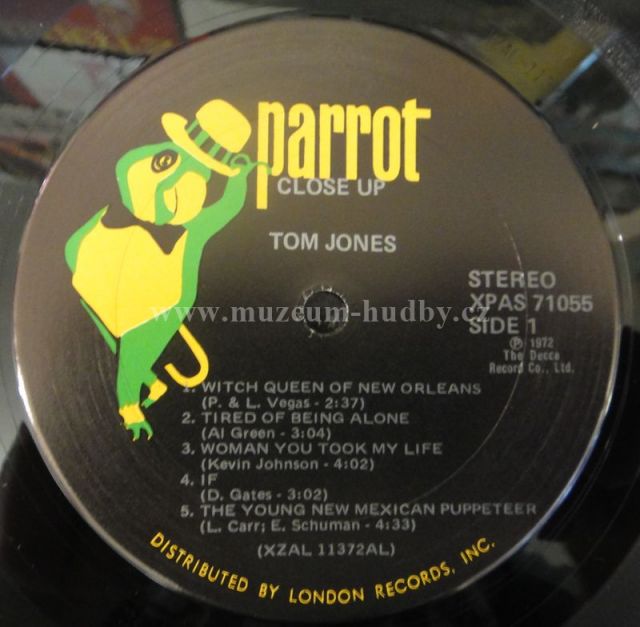 parrot
CLOSE UP
TOM JONES
STEREO
XPAS 71055
SIDE 1
Ⓟ 1972
The Decca
Record Co., Ltd.
www.muzeum-hudby.cz
1. WITCH QUEEN OF NEW ORLEANS
(P. & L. Vegas - 2:37)
2. TIRED OF BEING ALONE
(Al Green - 3:04)
3. WOMAN YOU TOOK MY LIFE
(Kevin Johnson - 4:02)
4. IF
(D. Gates - 3:02)
5. THE YOUNG NEW MEXICAN PUPPETEER
(L. Carr; E. Schuman - 4:33)
(XZAL 11372AL)
DISTRIBUTED BY LONDON RECORDS, INC.